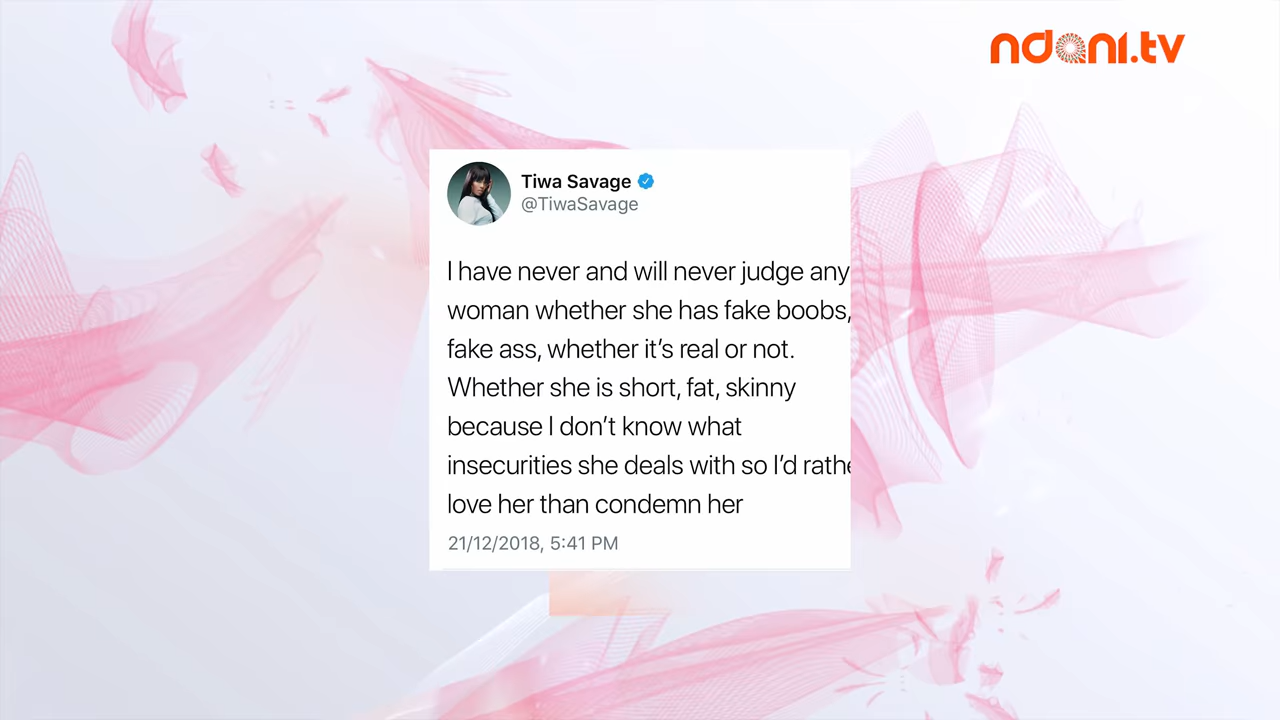 ndani.tv
Tiwa Savage
@TiwaSavage
I have never and will never judge any
woman whether she has fake boobs,
fake ass, whether it's real or not.
Whether she is short, fat, skinny
because I don't know what
insecurities she deals with so I'd rathe
love her than condemn her
21/12/2018, 5:41 PM